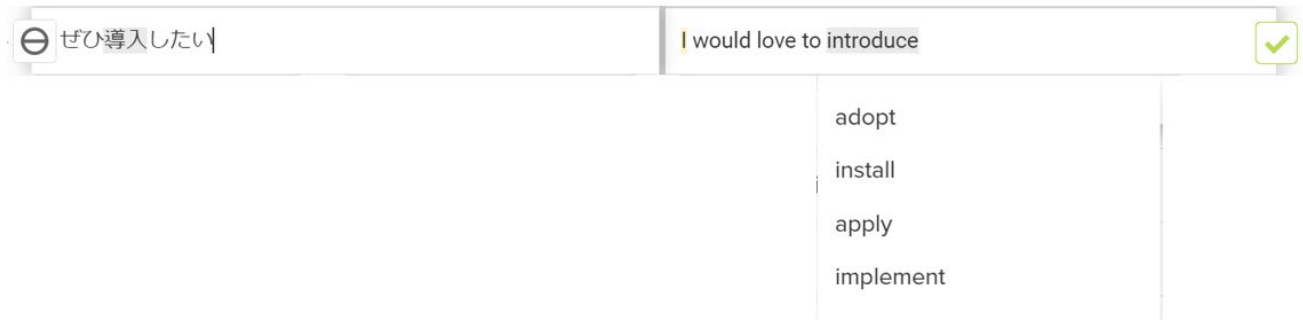 ぜひ導入したい
I would love to introduce
adopt
install
apply
implement